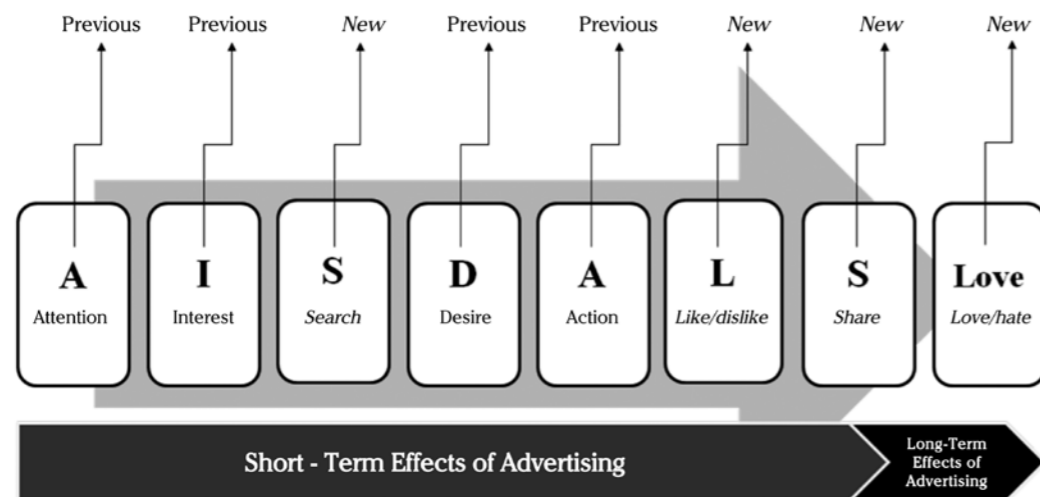 Previous Previous New Previous Previous New New New
A I S D A L S Love
Attention Interest Search Desire Action Like/dislike Share Love/hate
Short - Term Effects of Advertising
Long-Term
Effects of
Advertising